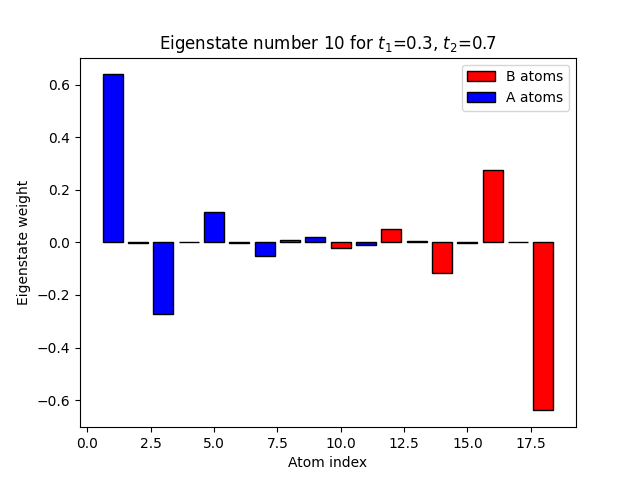 Eigenstate number 10 for t₁=0.3, t₂=0.7
B atoms
A atoms
Eigenstate weight
0.6
0.4
0.2
0.0
−0.2
−0.4
−0.6
0.0 2.5 5.0 7.5 10.0 12.5 15.0 17.5
Atom index